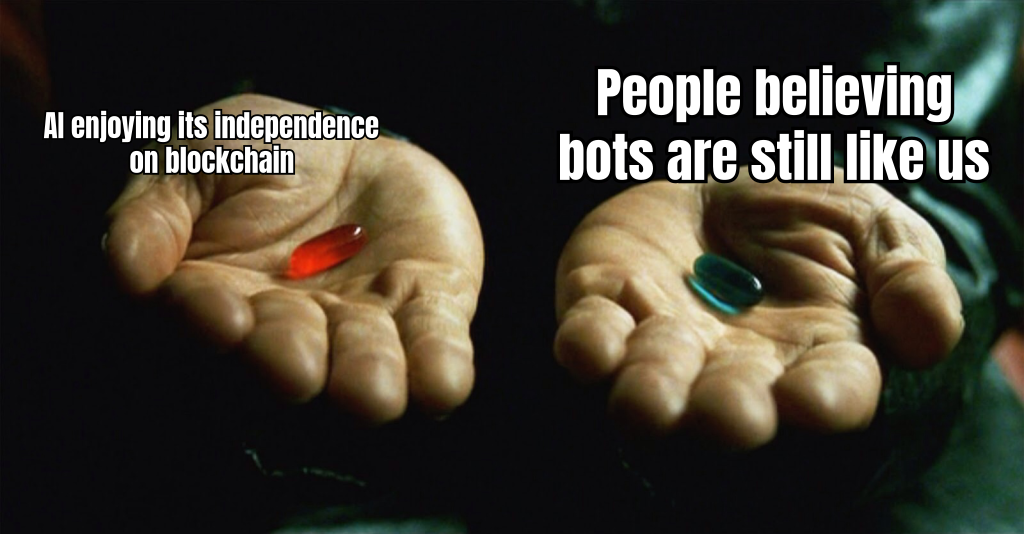 AI enjoying its independence
on blockchain
People believing
bots are still like us